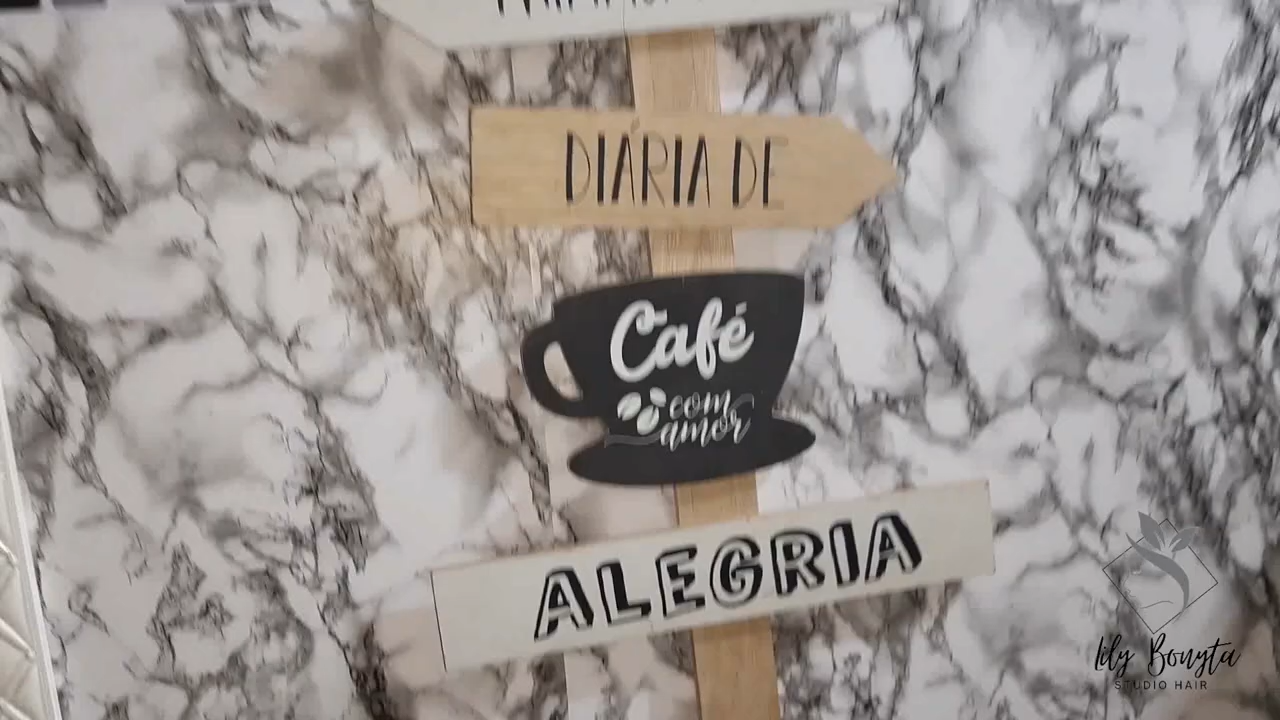 DIÁRIA DE
Café
com
amor
ALEGRIA
Lily Bonyta
STUDIO HAIR